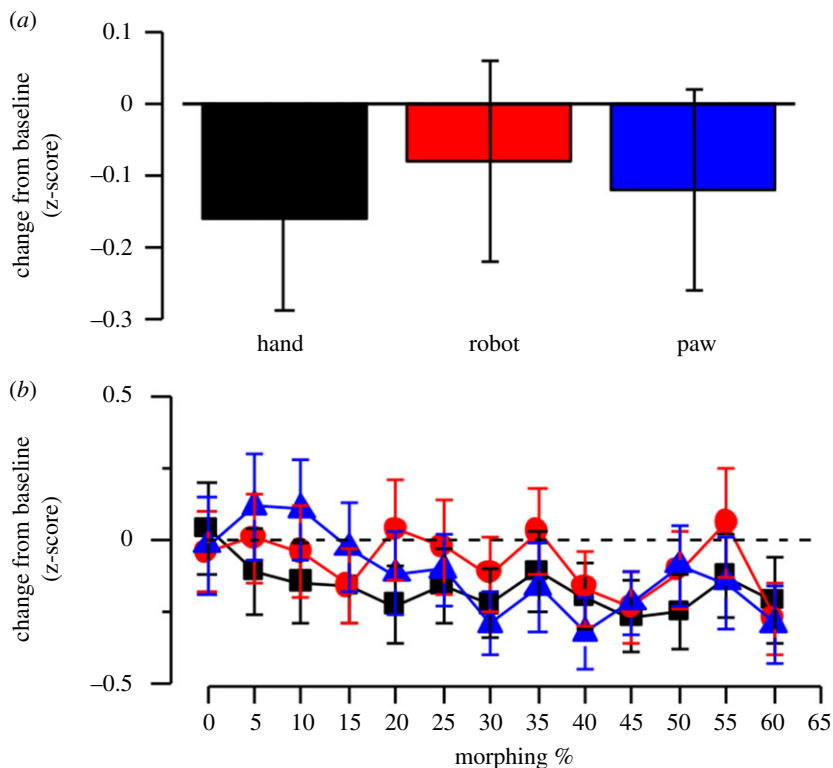 (a)
0.1
0
–0.1
–0.2
–0.3
change from baseline
(z-score)
hand robot paw
(b)
0.5
0
–0.5
change from baseline
(z-score)
0 5 10 15 20 25 30 35 40 45 50 55 60 65
morphing %